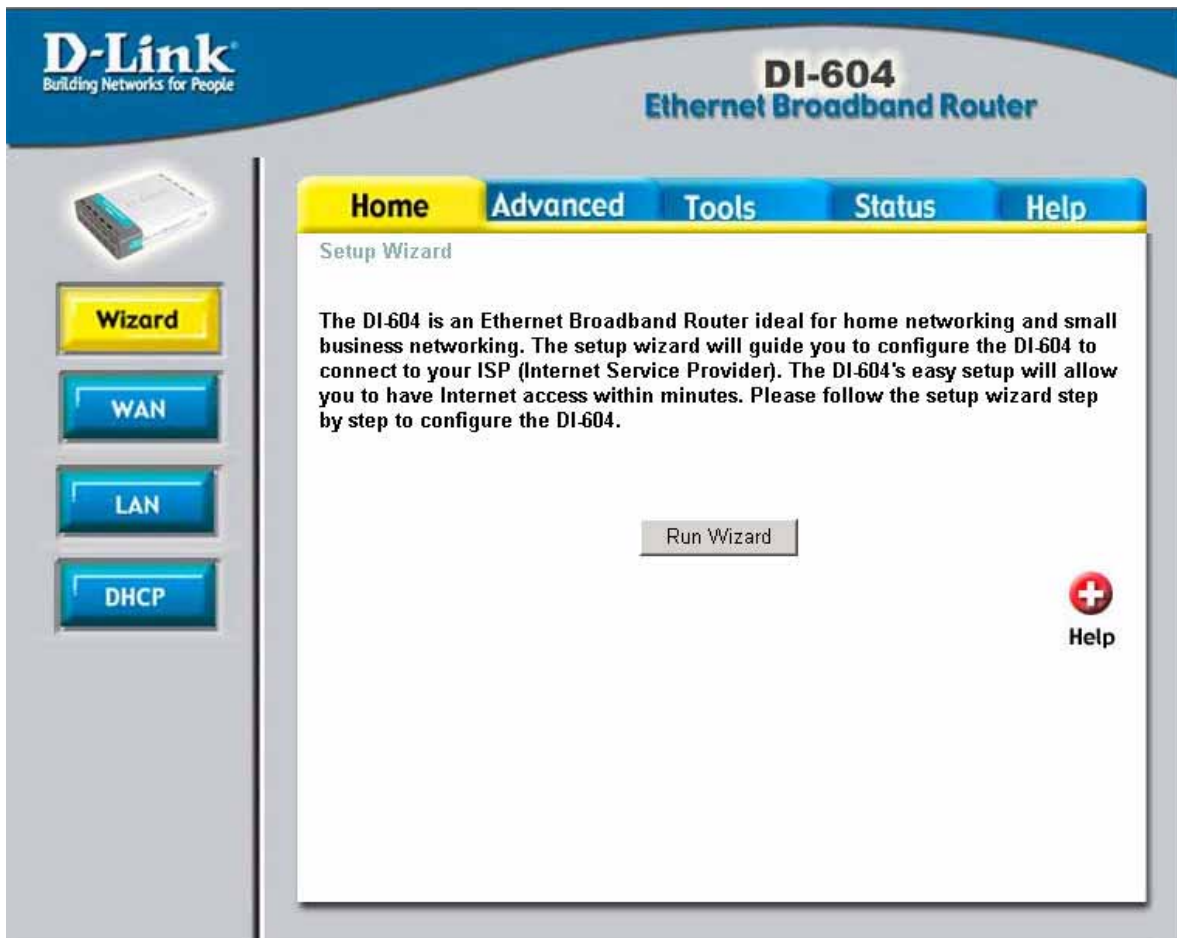 D-Link
Building Networks for People
DI-604
Ethernet Broadband Router
Home
Advanced
Tools
Status
Help
Wizard
WAN
LAN
DHCP
Setup Wizard
The DI-604 is an Ethernet Broadband Router ideal for home networking and small
business networking. The setup wizard will guide you to configure the DI-604 to
connect to your ISP (Internet Service Provider). The DI-604's easy setup will allow
you to have Internet access within minutes. Please follow the setup wizard step
by step to configure the DI-604.
Run Wizard
Help